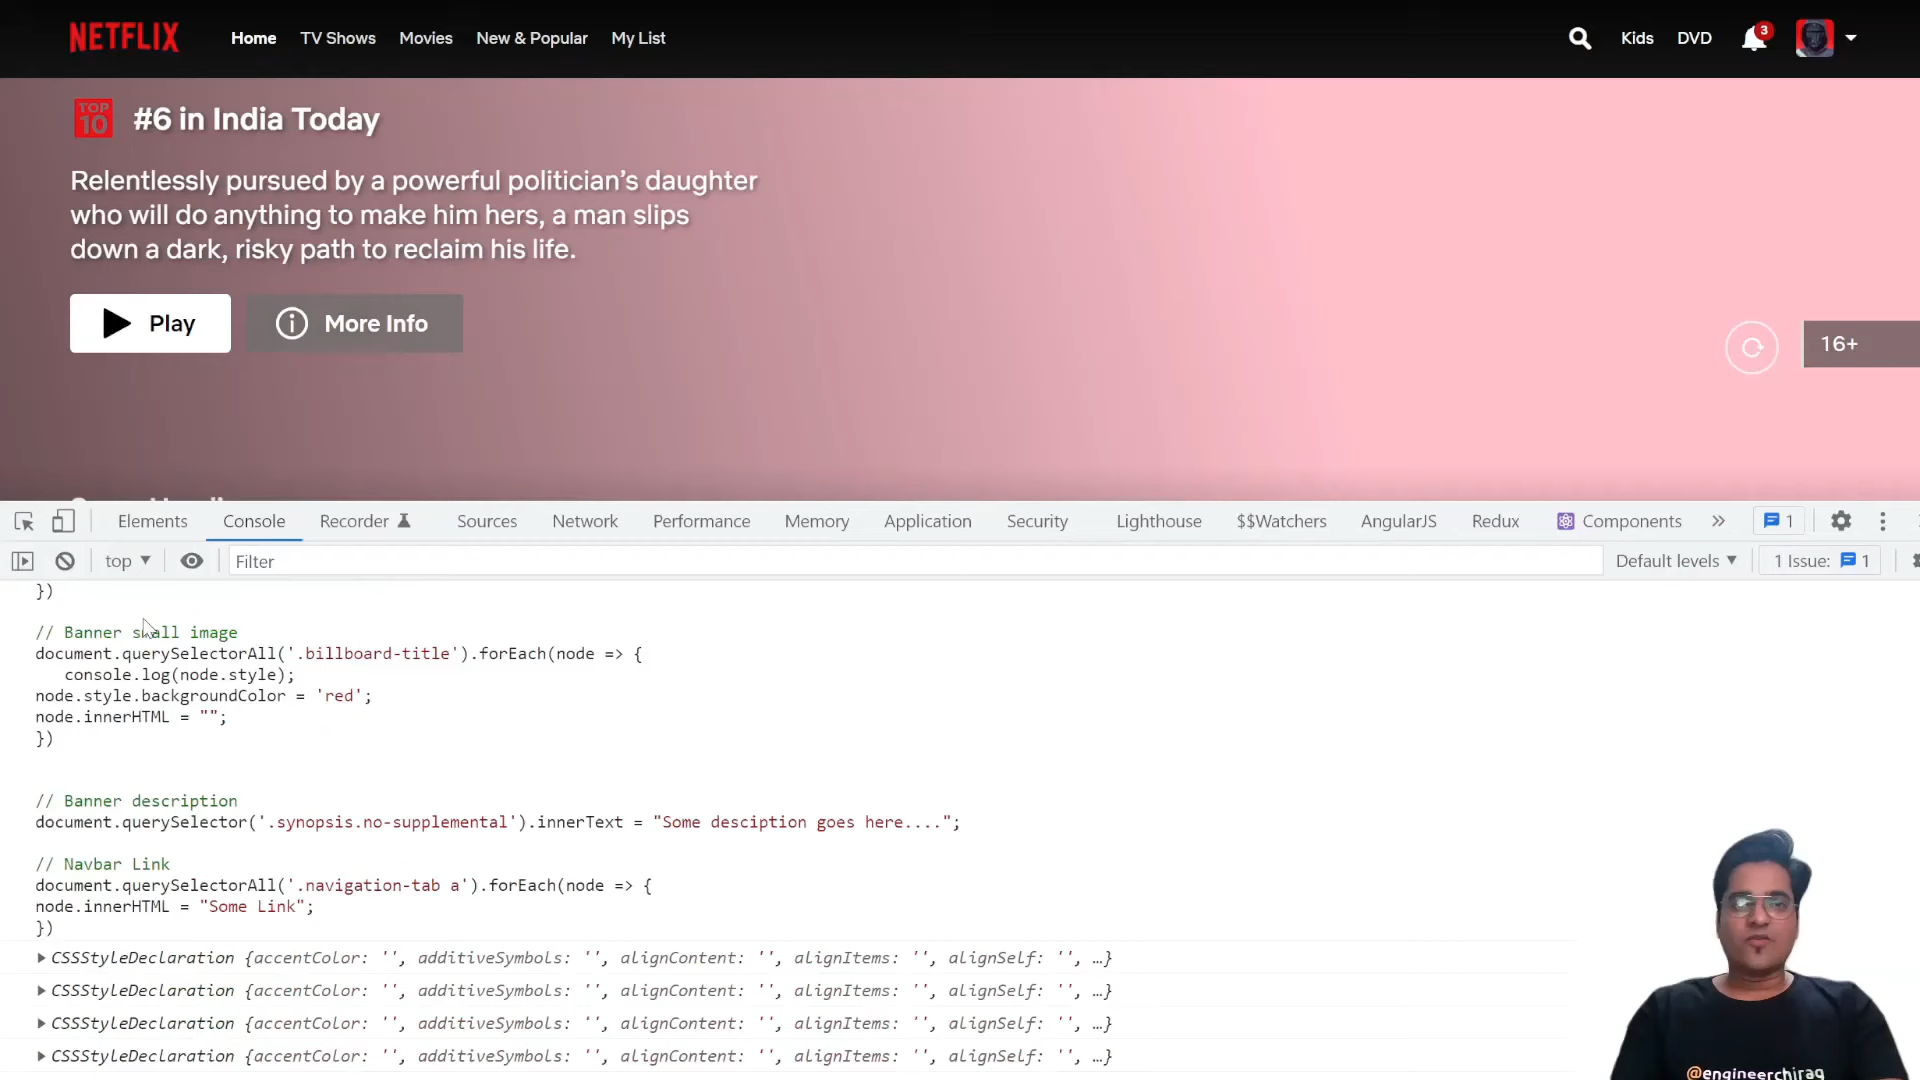 NETFLIX Home TV Shows Movies New & Popular My List Kids DVD 3
TOP 10 #6 in India Today
Relentlessly pursued by a powerful politician’s daughter
who will do anything to make him hers, a man slips
down a dark, risky path to reclaim his life.
Play More Info
16+
Elements Console Recorder Sources Network Performance Memory Application Security Lighthouse $$Watchers AngularJS Redux Components » 1
top Filter Default levels 1 Issue: 1
})
// Banner small image
document.querySelectorAll('.billboard-title').forEach(node => {
console.log(node.style);
node.style.backgroundColor = 'red';
node.innerHTML = "";
})
// Banner description
document.querySelector('.synopsis.no-supplemental').innerText = "Some desciption goes here....";
// Navbar Link
document.querySelectorAll('.navigation-tab a').forEach(node => {
node.innerHTML = "Some Link";
})
CSSStyleDeclaration {accentColor: '', additiveSymbols: '', alignContent: '', alignItems: '', alignSelf: '', …}
CSSStyleDeclaration {accentColor: '', additiveSymbols: '', alignContent: '', alignItems: '', alignSelf: '', …}
CSSStyleDeclaration {accentColor: '', additiveSymbols: '', alignContent: '', alignItems: '', alignSelf: '', …}
CSSStyleDeclaration {accentColor: '', additiveSymbols: '', alignContent: '', alignItems: '', alignSelf: '', …}
@engineerchirag